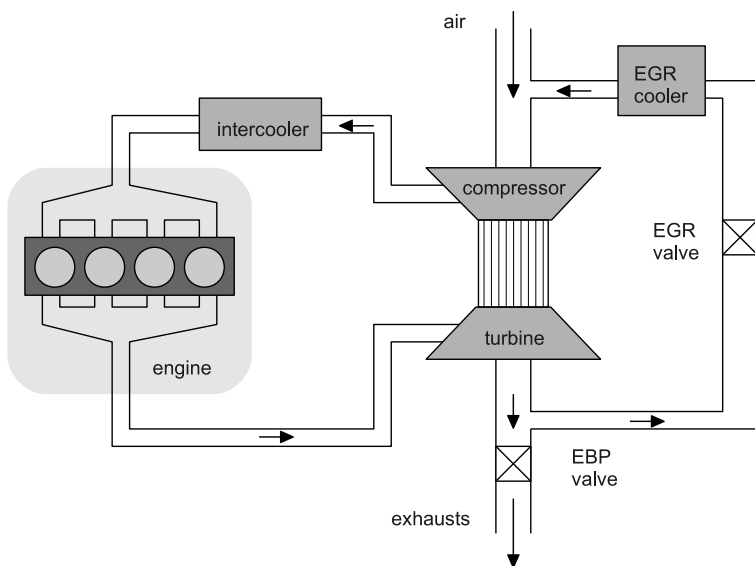 air
EGR
cooler
intercooler
compressor
EGR
valve
turbine
engine
EBP
valve
exhausts